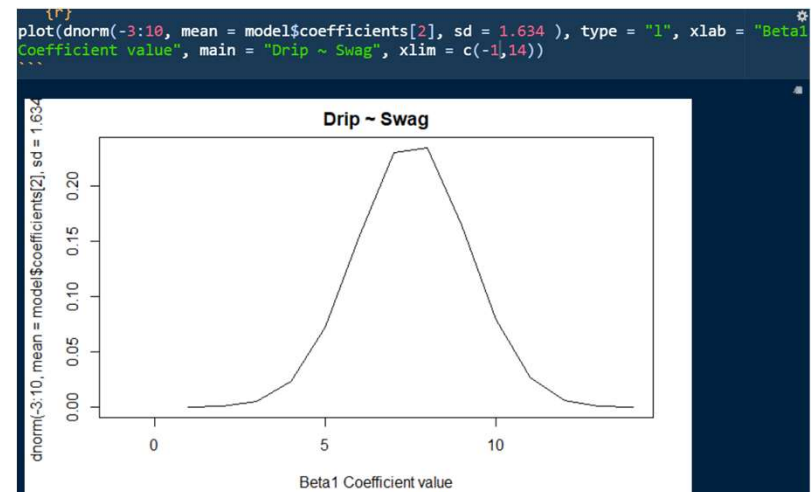 {r}
plot(dnorm(-3:10, mean = model$coefficients[2], sd = 1.634 ), type = "l", xlab = "Beta1
Coefficient value", main = "Drip ~ Swag", xlim = c(-1,14))
```
Drip ~ Swag
dnorm(-3:10, mean = model$coefficients[2], sd = 1.634
0.20
0.15
0.10
0.05
0.00
0
5
10
Beta1 Coefficient value